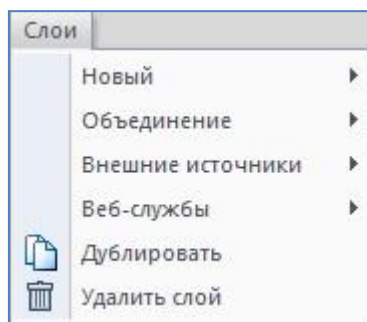 Слои
Новый
Объединение
Внешние источники
Веб-службы
Дублировать
Удалить слой